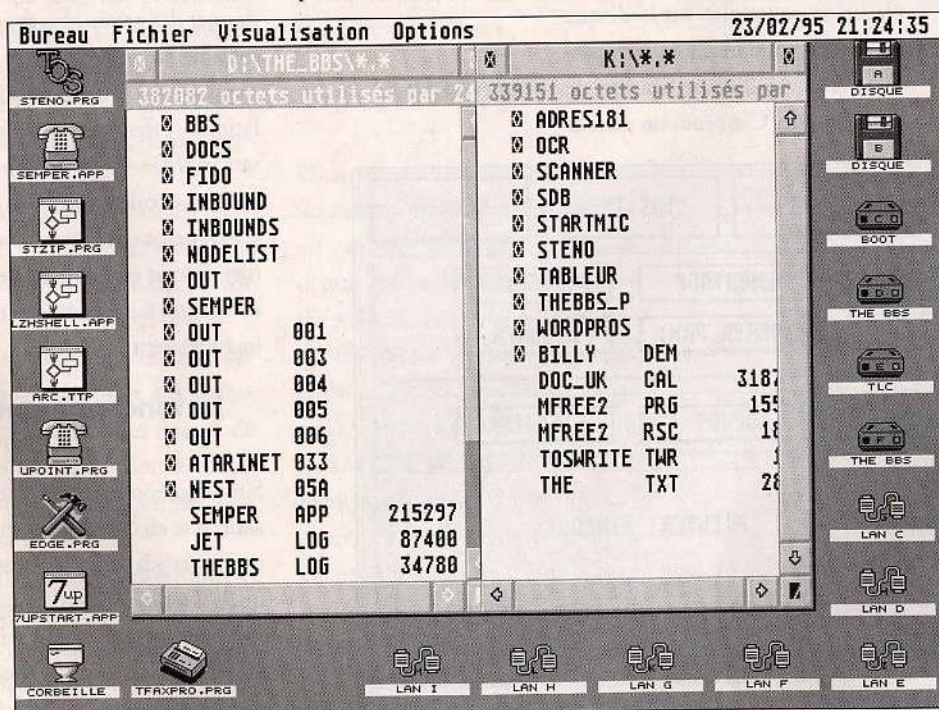 Bureau Fichier Visualisation Options 23/02/95 21:24:35
STENO.PRG
SEMPER.APP
STZIP.PRG
LZHSHELL.APP
ARC.TTP
UPOINT.PRG
EDGE.PRG
7up
7UPSTART.APP
CORBEILLE
TFAXPRO.PRG
D:\THE_BBS\*.*
382082 octets utilisés par 24
BBS
DOCS
FIDO
INBOUND
INBOUNDS
NODELIST
OUT
SEMPER
OUT 001
OUT 003
OUT 004
OUT 005
OUT 006
ATARINET 033
NEST 05A
SEMPER APP 215297
JET LOG 87400
THEBBS LOG 34780
K:\*.*
339151 octets utilisés par
ADRES181
OCR
SCANNER
SDB
STARTMIC
STENO
TABLEUR
THEBBS_P
WORDPROS
BILLY DEM
DOC_UK CAL 3187
MFREE2 PRG 155
MFREE2 RSC 18
TOSWRITE TWR 1
THE TXT 28
A
DISQUE
B
DISQUE
C
BOOT
D
THE BBS
E
TLC
F
THE BBS
LAN C
LAN D
LAN I
LAN H
LAN G
LAN F
LAN E